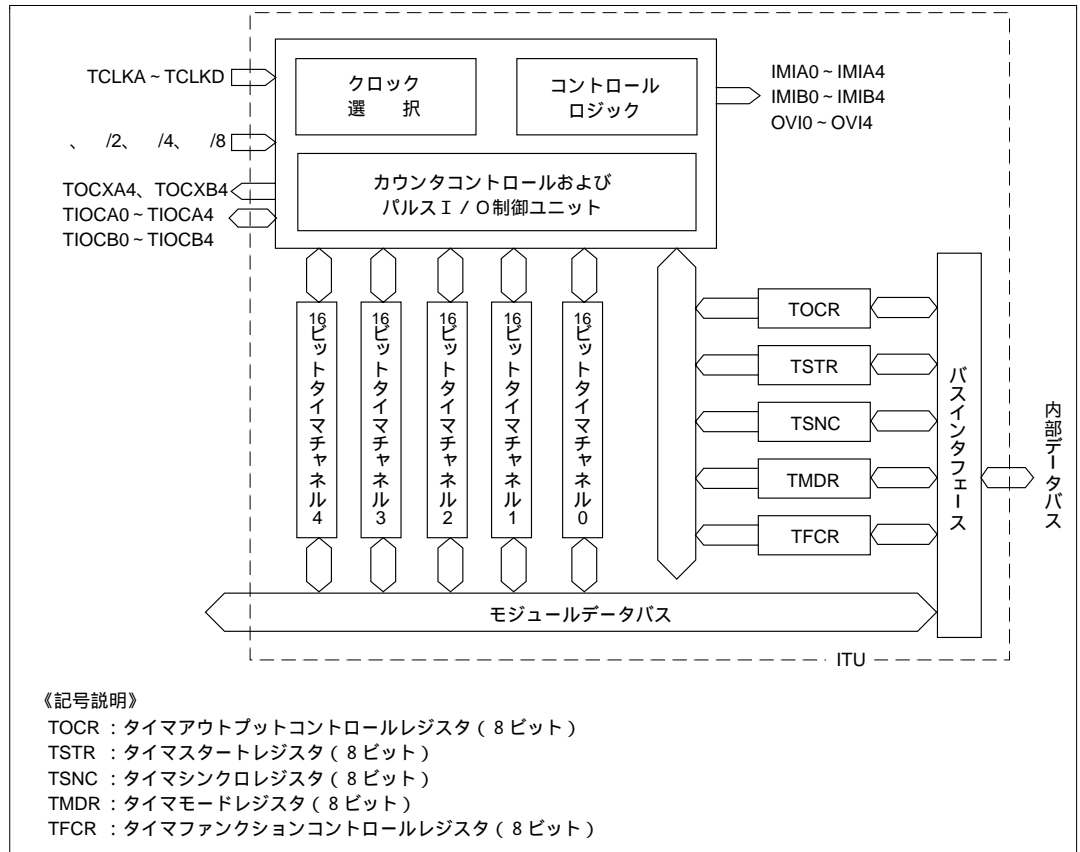 TCLKA ~ TCLKD
クロック
選 択
コントロール
ロジック
IMIA0 ~ IMIA4
IMIB0 ~ IMIB4
OVI0 ~ OVI4
、 /2、 /4、 /8
カウンタコントロールおよび
パルスI/O制御ユニット
TOCXA4、TOCXB4
TIOCA0 ~ TIOCA4
TIOCB0 ~ TIOCB4
16ビットタイマチャネル4
16ビットタイマチャネル3
16ビットタイマチャネル2
16ビットタイマチャネル1
16ビットタイマチャネル0
TOCR
TSTR
TSNC
TMDR
TFCR
バスインタフェース
内部データバス
モジュールデータバス
ITU
《記号説明》
TOCR : タイマアウトプットコントロールレジスタ(8ビット)
TSTR : タイマスタートレジスタ(8ビット)
TSNC : タイマシンクロレジスタ(8ビット)
TMDR : タイマモードレジスタ(8ビット)
TFCR : タイマファンクションコントロールレジスタ(8ビット)